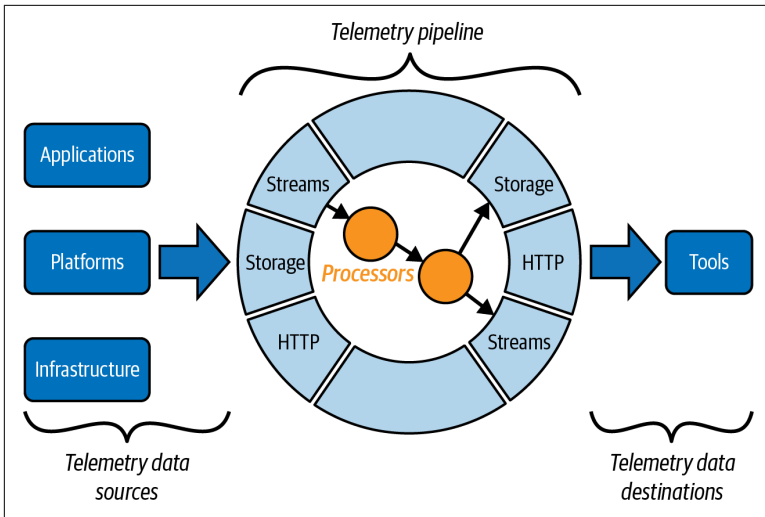 Telemetry pipeline
Applications
Platforms
Infrastructure
Streams
Storage
HTTP
Processors
Storage
HTTP
Streams
Tools
Telemetry data
sources
Telemetry data
destinations